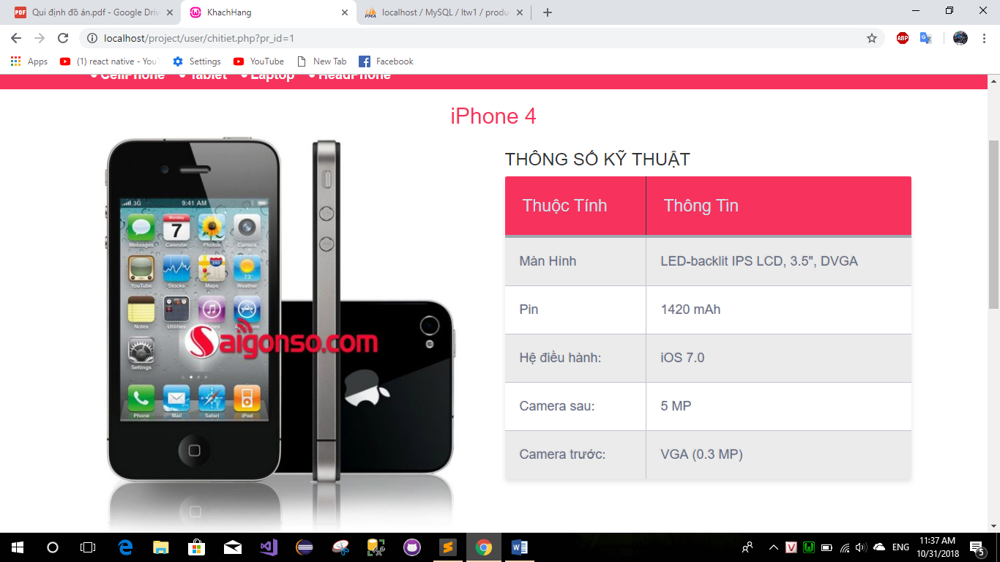 Qui định đồ án.pdf - Google Driv
KhachHang
localhost / MySQL / ltw1 / produ
localhost/project/user/chitiet.php?pr_id=1
ABP
Apps
(1) react native - YouT
Settings
YouTube
New Tab
Facebook
• CellPhone • Tablet • Laptop • HeadPhone
iPhone 4
3G 9:41 AM
Messages Calendar Photos Camera
Monday
7
YouTube Stocks Maps Weather
280
73°
Notes Utilities
Saigonso.com
Settings
Phone Mail Safari iPod
THÔNG SỐ KỸ THUẬT
Thuộc Tính Thông Tin
Màn Hình LED-backlit IPS LCD, 3.5", DVGA
Pin 1420 mAh
Hệ điều hành: iOS 7.0
Camera sau: 5 MP
Camera trước: VGA (0.3 MP)
ENG
11:37 AM
10/31/2018
5